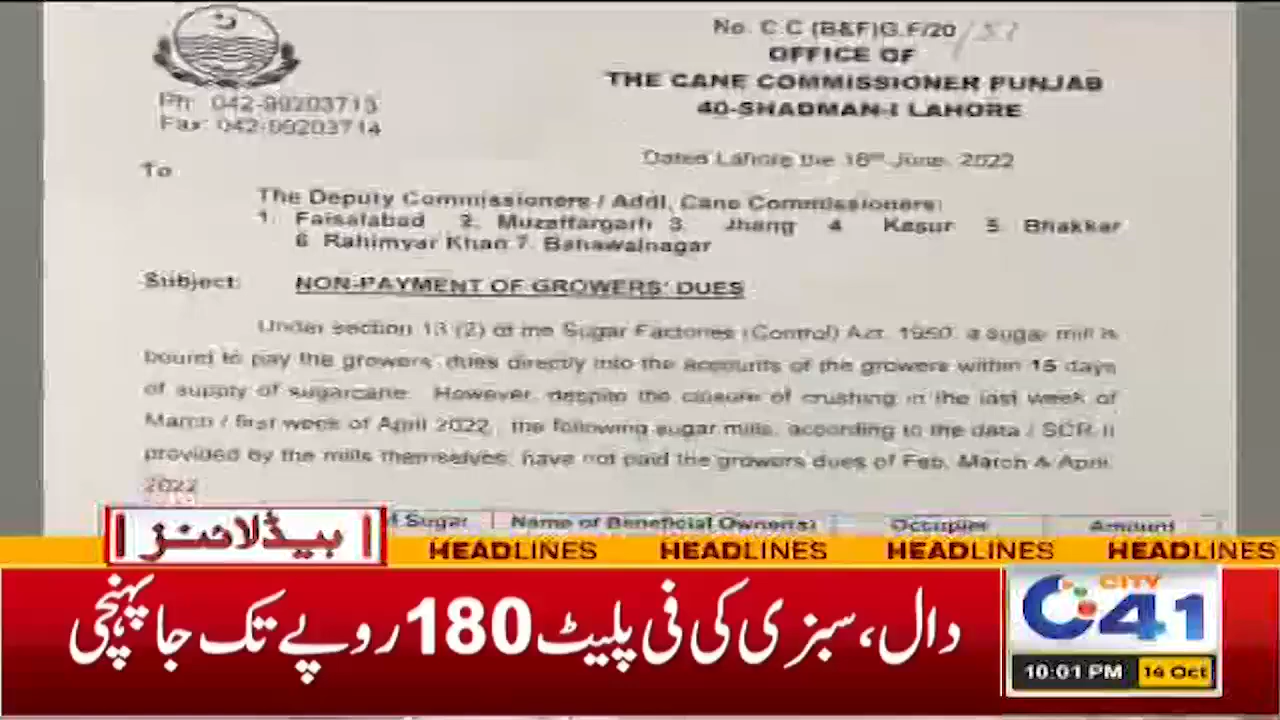 No. C.C (B&F)G.F/20
OFFICE OF
THE CANE COMMISSIONER PUNJAB
40-SHADMAN-I LAHORE
Ph: 042-99203713
Fax: 042-99203714
Dated Lahore the 18th June, 2022
To
The Deputy Commissioners / Addl, Cane Commissioners:
1. Faisalabad 2. Muzaffargarh 3. Jhang 4 Kasur 5 Bhakkar
6 Rahimyar Khan 7. Bahawalnagar
Subject: NON-PAYMENT OF GROWERS' DUES
Under section 13 (2) of the Sugar Factories (Control) Act, 1950, a sugar mill is
bound to pay the growers, dues directly into the accounts of the growers within 15 days
of supply of sugarcane. However, despite the closure of crushing in the last week of
March / first week of April 2022, the following sugar mills, according to the data / SCR II
provided by the mills themselves, have not paid the growers dues of Feb, March & April
2022
Sugar Name of Beneficial Owner(s) Occupier Amount
ہیڈلائنز
HEADLINES HEADLINES HEADLINES HEADLINES
دال، سبزی کی فی پلیٹ 180 روپے تک جا پہنچی
CITY
41
10:01 PM 14 Oct